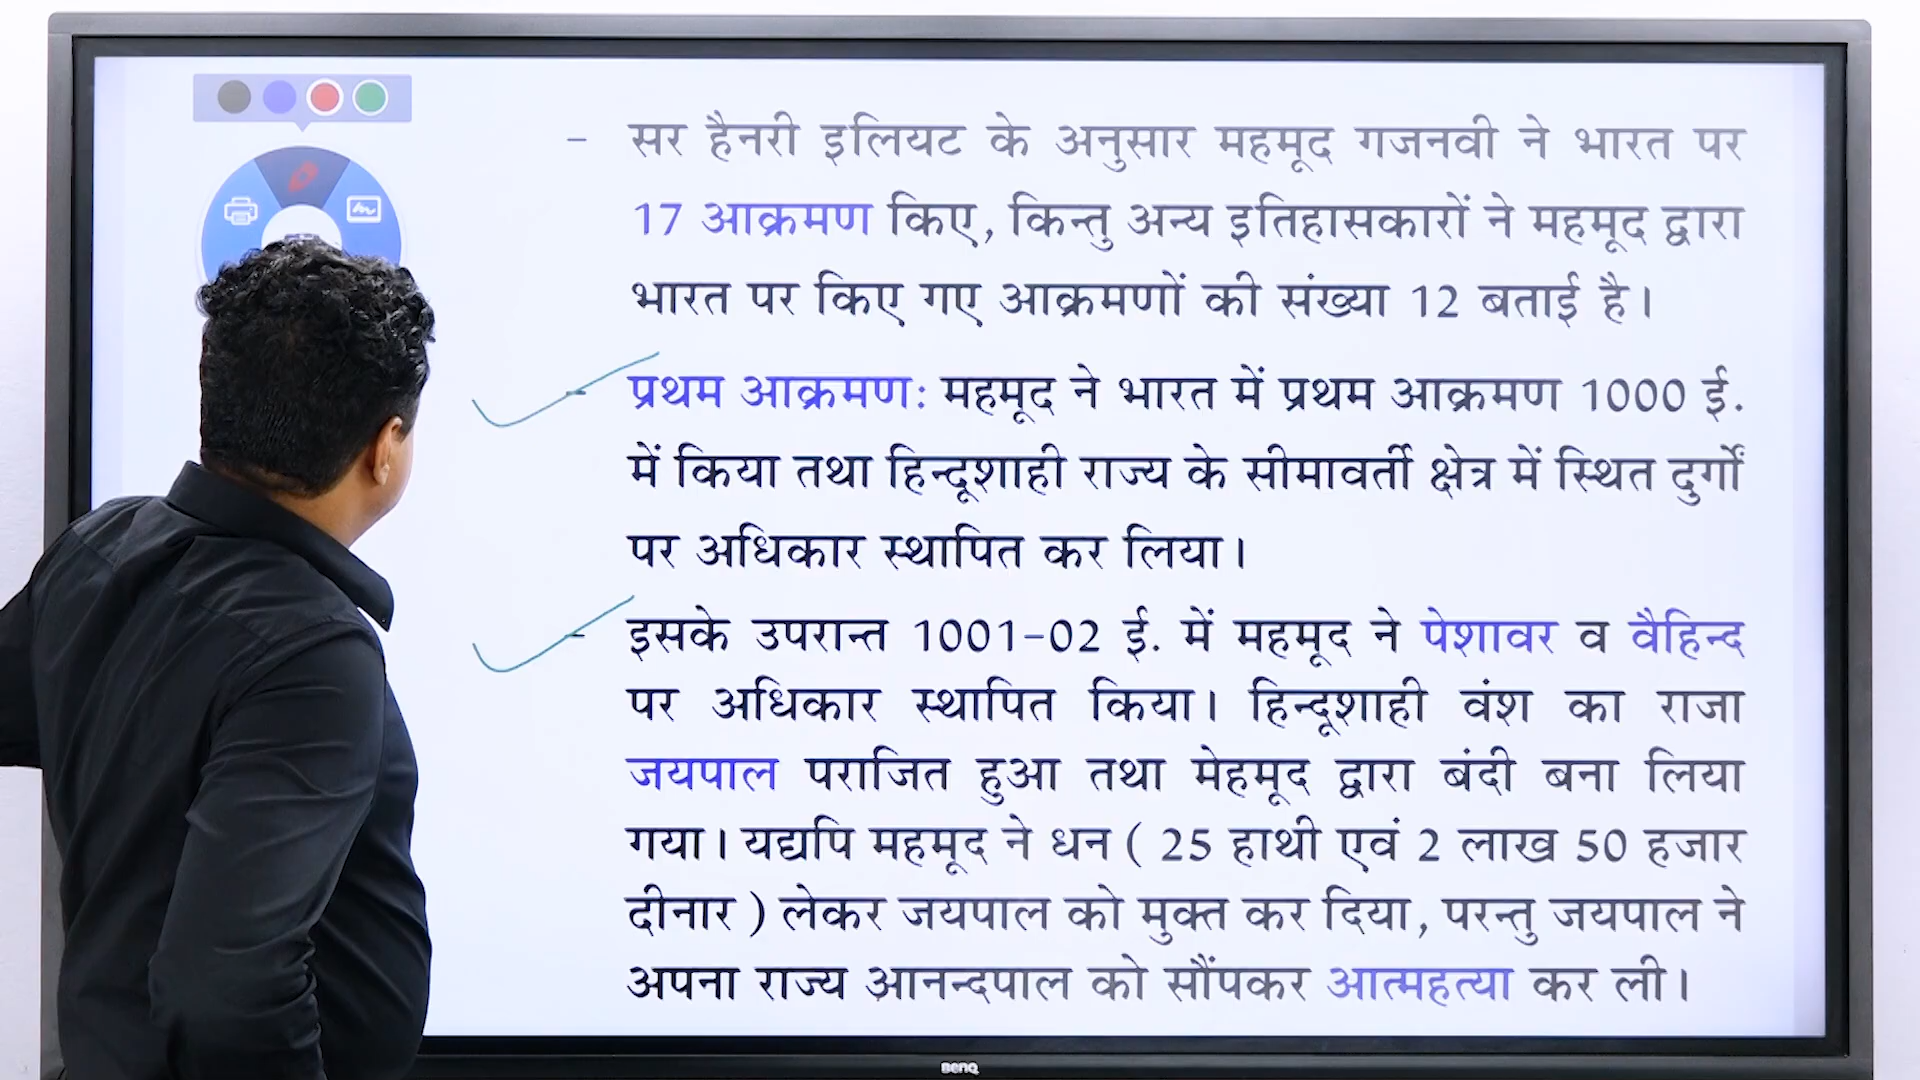 - सर हैनरी इलियट के अनुसार महमूद गजनवी ने भारत पर
17 आक्रमण किए, किन्तु अन्य इतिहासकारों ने महमूद द्वारा
भारत पर किए गए आक्रमणों की संख्या 12 बताई है।
- प्रथम आक्रमण: महमूद ने भारत में प्रथम आक्रमण 1000 ई.
में किया तथा हिन्दूशाही राज्य के सीमावर्ती क्षेत्र में स्थित दुर्गों
पर अधिकार स्थापित कर लिया।
- इसके उपरान्त 1001-02 ई. में महमूद ने पेशावर व वैहिन्द
पर अधिकार स्थापित किया। हिन्दूशाही वंश का राजा
जयपाल पराजित हुआ तथा मेहमूद द्वारा बंदी बना लिया
गया। यद्यपि महमूद ने धन ( 25 हाथी एवं 2 लाख 50 हजार
दीनार ) लेकर जयपाल को मुक्त कर दिया, परन्तु जयपाल ने
अपना राज्य आनन्दपाल को सौंपकर आत्महत्या कर ली।
BenQ